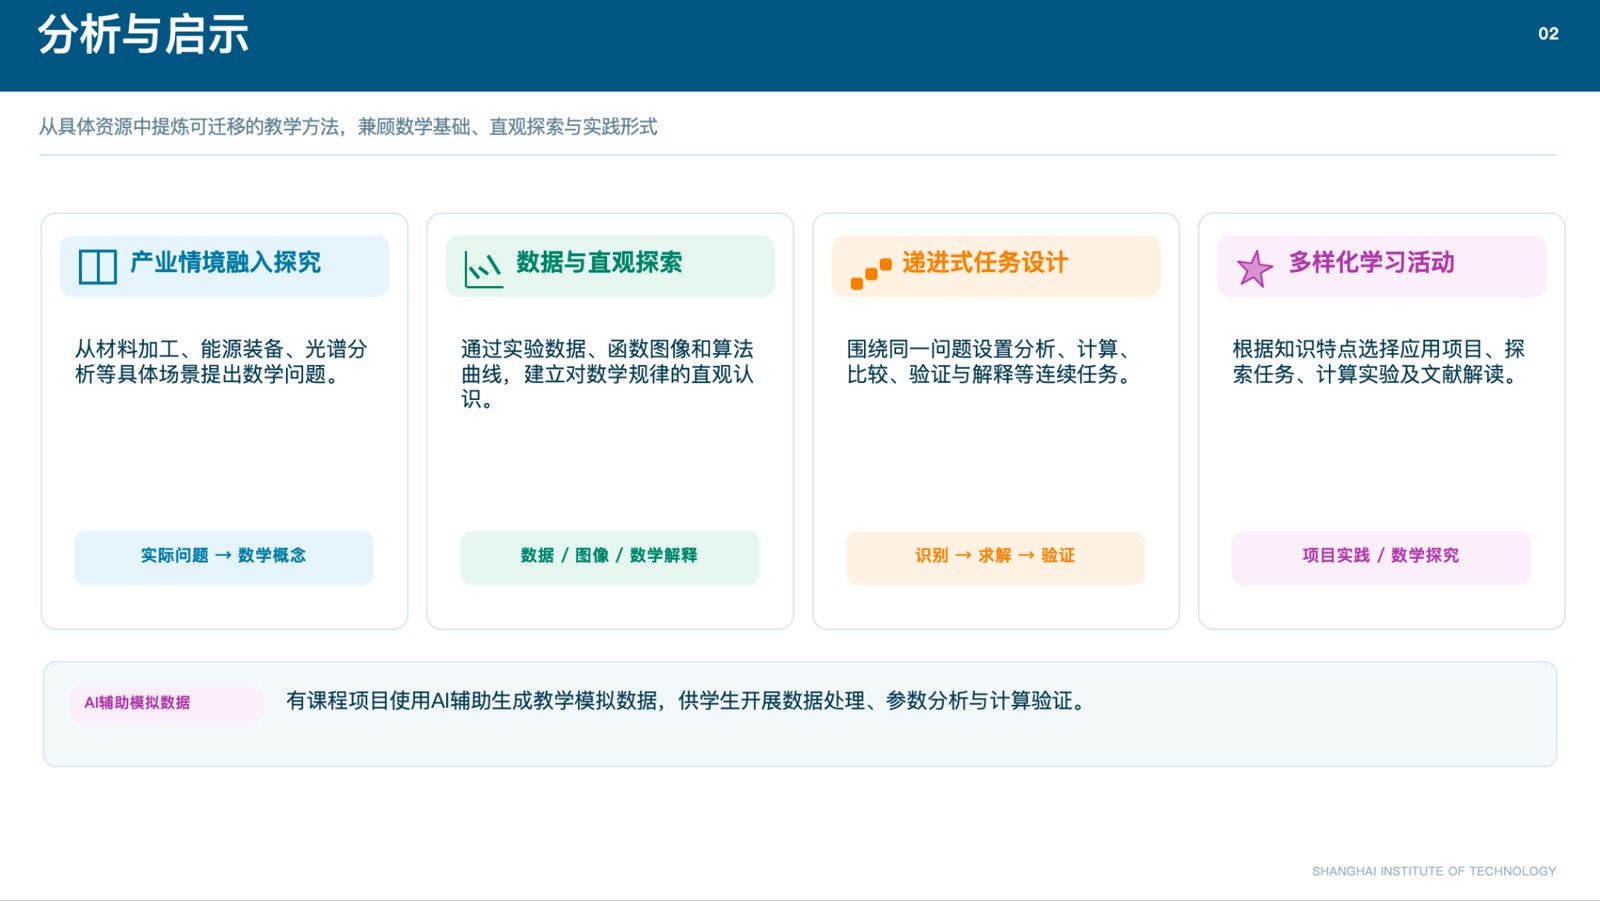 分析与启示
02
从具体资源中提炼可迁移的教学方法，兼顾数学基础、直观探索与实践形式
产业情境融入探究
从材料加工、能源装备、光谱分
析等具体场景提出数学问题。
实际问题 → 数学概念
数据与直观探索
通过实验数据、函数图像和算法
曲线，建立对数学规律的直观认
识。
数据 / 图像 / 数学解释
递进式任务设计
围绕同一问题设置分析、计算、
比较、验证与解释等连续任务。
识别 → 求解 → 验证
多样化学习活动
根据知识特点选择应用项目、探
索任务、计算实验及文献解读。
项目实践 / 数学探究
AI辅助模拟数据
有课程项目使用AI辅助生成教学模拟数据，供学生开展数据处理、参数分析与计算验证。
SHANGHAI INSTITUTE OF TECHNOLOGY